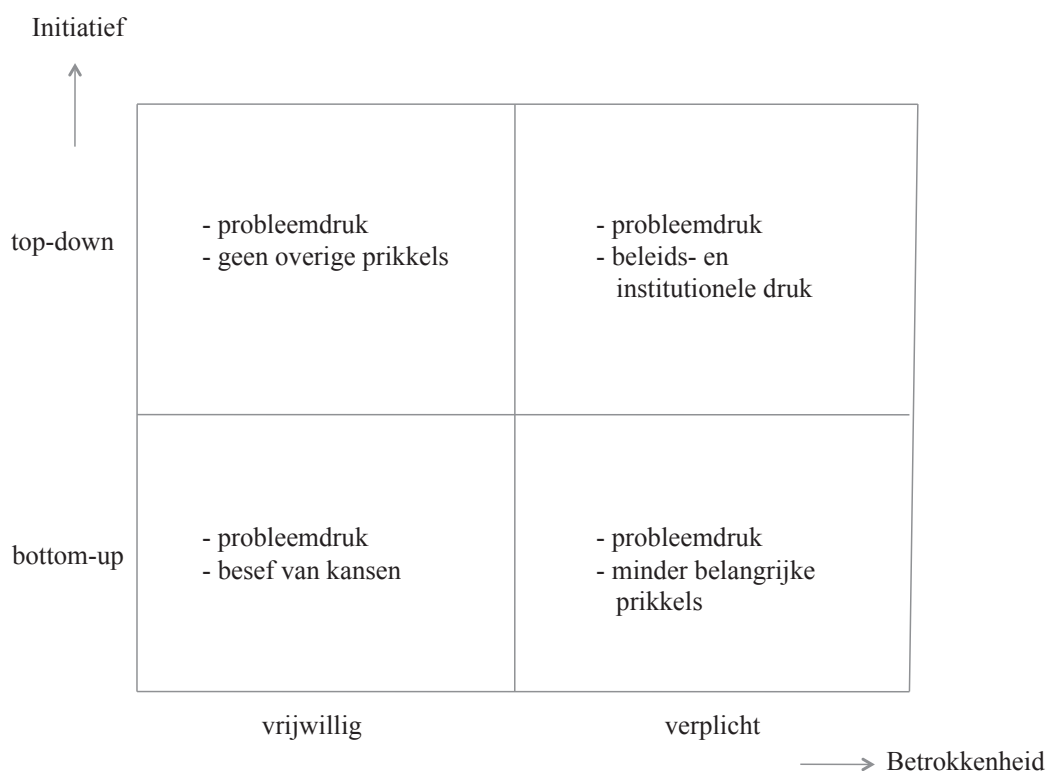 Initiatief
top-down
- probleemdruk
- geen overige prikkels
- probleemdruk
- beleids- en
institutionele druk
bottom-up
- probleemdruk
- besef van kansen
- probleemdruk
- minder belangrijke
prikkels
vrijwillig
verplicht
Betrokkenheid